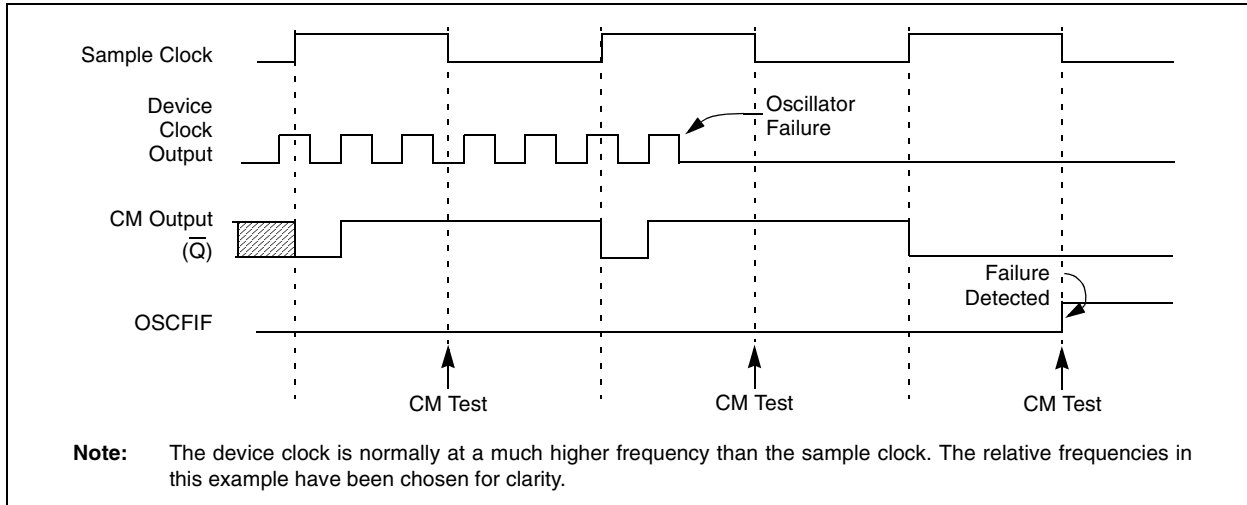 Sample Clock
Device
Clock
Output
Oscillator
Failure
CM Output
(Q̅)
Failure
Detected
OSCFIF
CM Test
CM Test
CM Test
Note: The device clock is normally at a much higher frequency than the sample clock. The relative frequencies in
this example have been chosen for clarity.